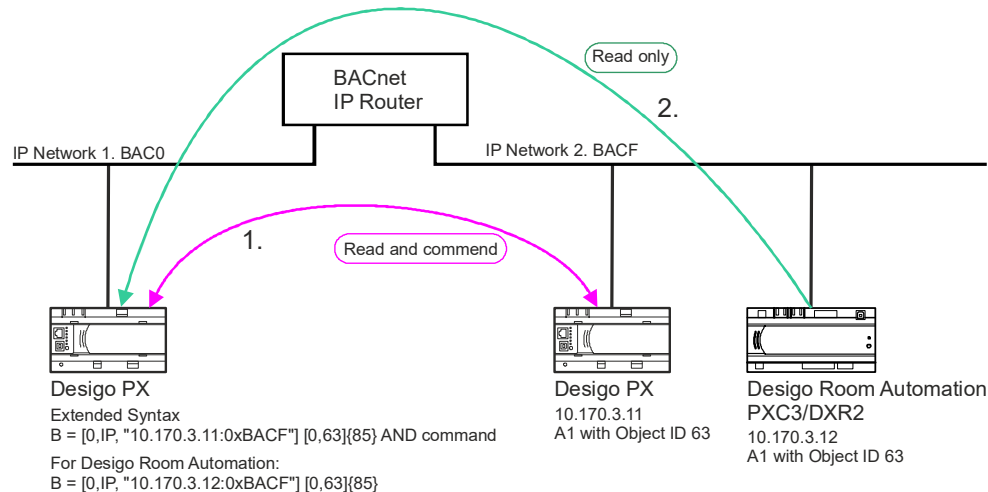 Read only
BACnet
IP Router
2.
IP Network 1. BAC0
IP Network 2. BACF
1.
Read and commend
Desigo PX
Extended Syntax
B = [0,IP, "10.170.3.11:0xBACF"] [0,63]{85} AND command
For Desigo Room Automation:
B = [0,IP, "10.170.3.12:0xBACF"] [0,63]{85}
Desigo PX
10.170.3.11
A1 with Object ID 63
Desigo Room Automation
PXC3/DXR2
10.170.3.12
A1 with Object ID 63